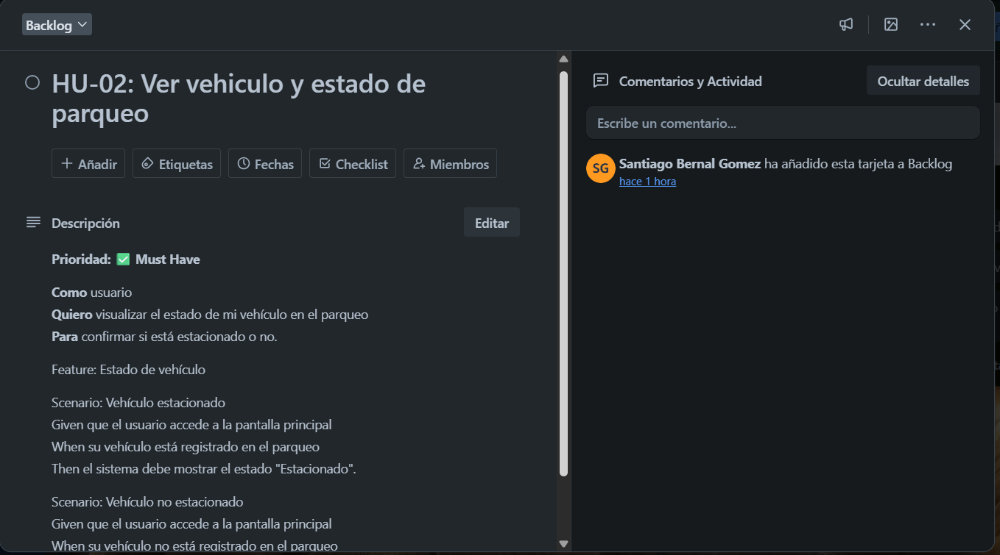 Backlog
HU-02: Ver vehiculo y estado de
parqueo
Añadir
Etiquetas
Fechas
Checklist
Miembros
Descripción
Editar
Prioridad: ✅ Must Have
Como usuario
Quiero visualizar el estado de mi vehículo en el parqueo
Para confirmar si está estacionado o no.
Feature: Estado de vehículo
Scenario: Vehículo estacionado
Given que el usuario accede a la pantalla principal
When su vehículo está registrado en el parqueo
Then el sistema debe mostrar el estado "Estacionado".
Scenario: Vehículo no estacionado
Given que el usuario accede a la pantalla principal
When su vehículo no está registrado en el parqueo
Comentarios y Actividad
Ocultar detalles
Escribe un comentario...
SG
Santiago Bernal Gomez ha añadido esta tarjeta a Backlog
hace 1 hora